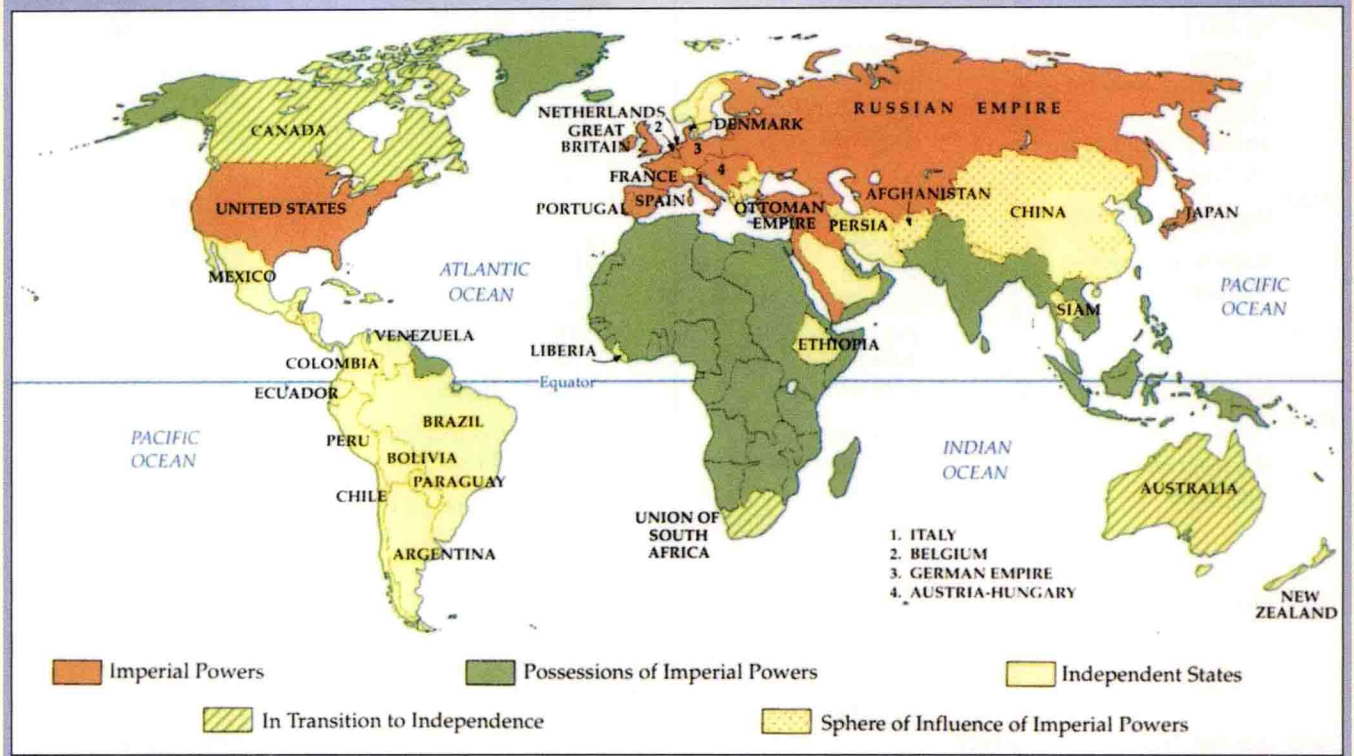 CANADA
UNITED STATES
MEXICO
ATLANTIC
OCEAN
VENEZUELA
COLOMBIA
ECUADOR
PERU
BRAZIL
BOLIVIA
PARAGUAY
CHILE
ARGENTINA
PACIFIC
OCEAN
NETHERLANDS
2
GREAT
BRITAIN
DENMARK
3
4
1
FRANCE
SPAIN
PORTUGAL
OTTOMAN
EMPIRE
RUSSIAN EMPIRE
AFGHANISTAN
PERSIA
CHINA
JAPAN
SIAM
PACIFIC
OCEAN
LIBERIA
ETHIOPIA
Equator
UNION OF
SOUTH
AFRICA
INDIAN
OCEAN
AUSTRALIA
NEW
ZEALAND
1. ITALY
2. BELGIUM
3. GERMAN EMPIRE
4. AUSTRIA-HUNGARY
Imperial Powers
Possessions of Imperial Powers
Independent States
In Transition to Independence
Sphere of Influence of Imperial Powers